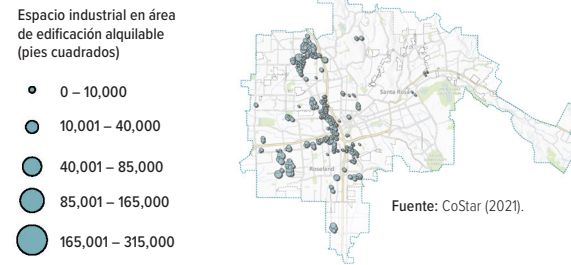 Espacio industrial en área
de edificación alquilable
(pies cuadrados)
0 – 10,000
10,001 – 40,000
40,001 – 85,000
85,001 – 165,000
165,001 – 315,000
Santa Rosa
Roseland
Fuente: CoStar (2021).